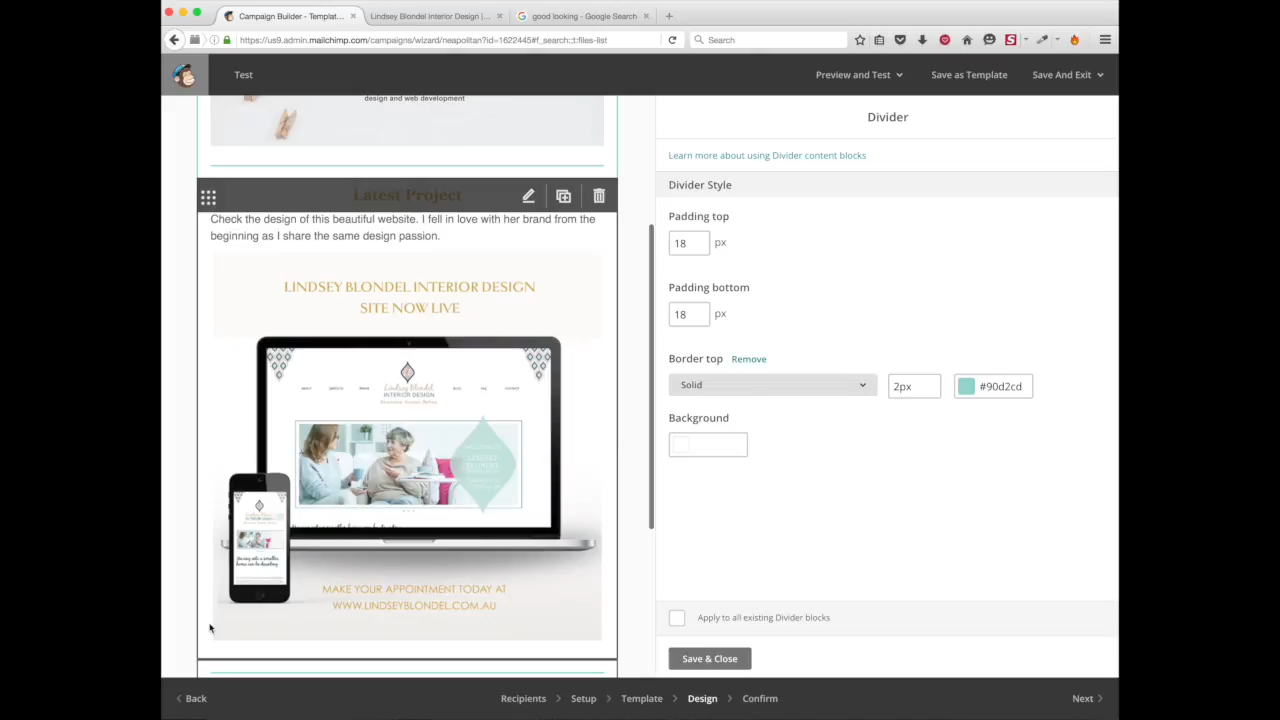 Campaign Builder - Templat...
Lindsey Blondel Interior Design |...
good looking - Google Search
https://us9.admin.mailchimp.com/campaigns/wizard/neapolitan?id=1622445#f_search:;t:files-list
Search
Test
Preview and Test
Save as Template
Save And Exit
design and web development
Latest Project
Check the design of this beautiful website. I fell in love with her brand from the
beginning as I share the same design passion.
LINDSEY BLONDEL INTERIOR DESIGN
SITE NOW LIVE
Lindsey Blondel
INTERIOR DESIGN
MAKE YOUR APPOINTMENT TODAY AT
WWW.LINDSEYBLONDEL.COM.AU
Divider
Learn more about using Divider content blocks
Divider Style
Padding top
18 px
Padding bottom
18 px
Border top Remove
Solid 2px #90d2cd
Background
Apply to all existing Divider blocks
Save & Close
Back
Recipients
Setup
Template
Design
Confirm
Next